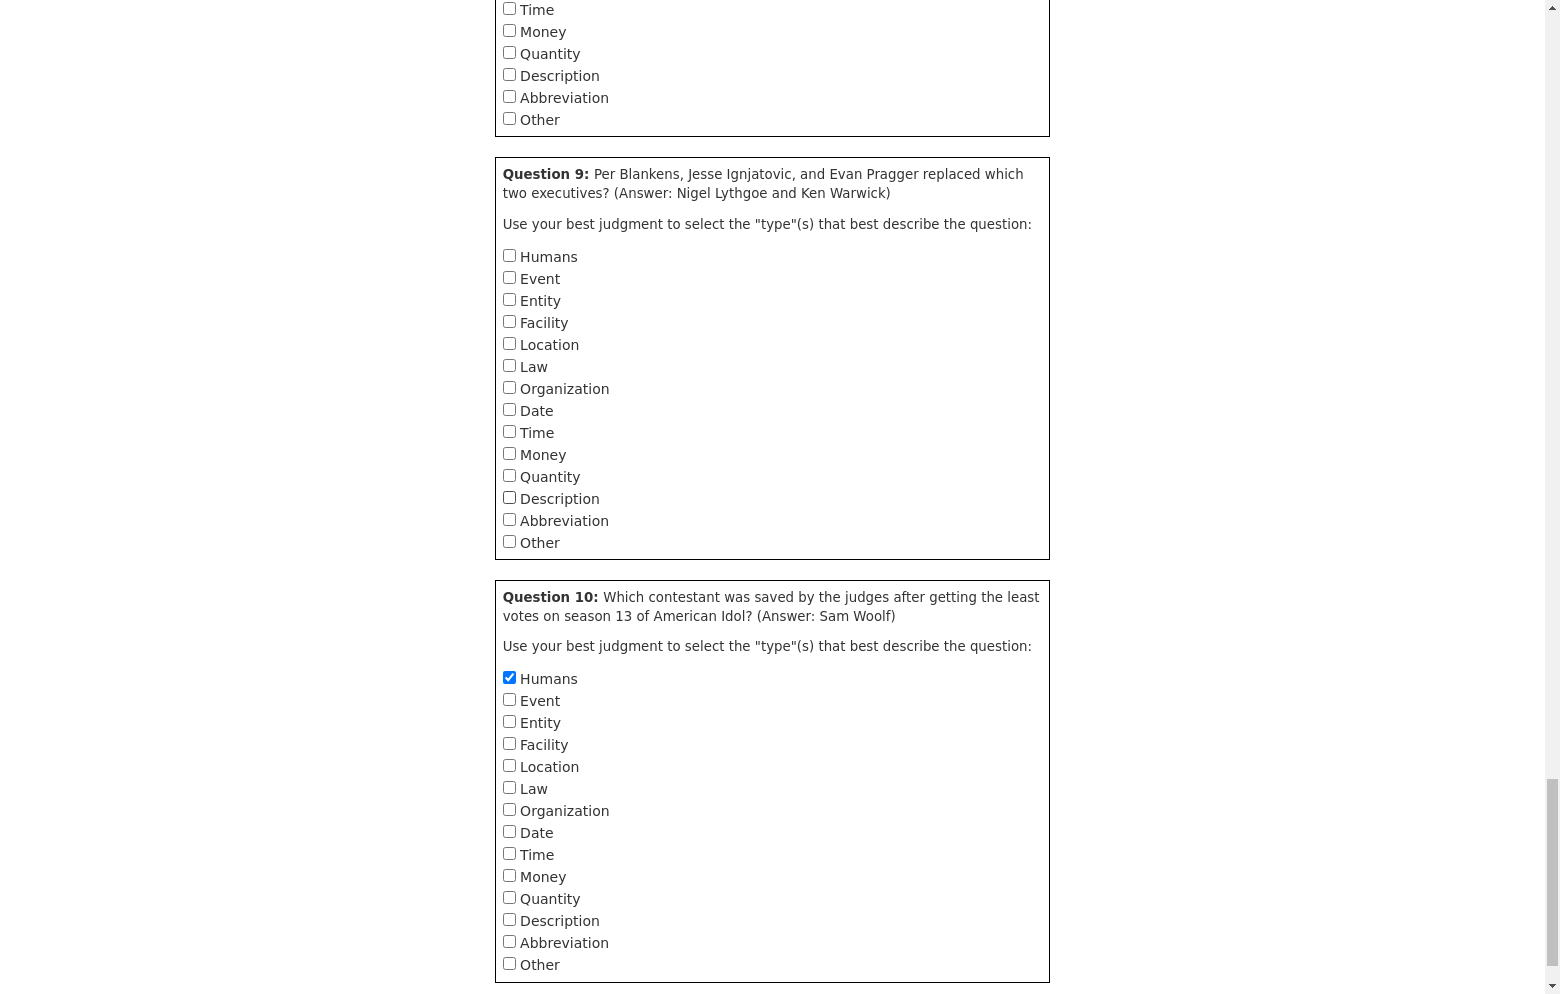 Time
Money
Quantity
Description
Abbreviation
Other
Question 9: Per Blankens, Jesse Ignjatovic, and Evan Pragger replaced which
two executives? (Answer: Nigel Lythgoe and Ken Warwick)
Use your best judgment to select the "type"(s) that best describe the question:
Humans
Event
Entity
Facility
Location
Law
Organization
Date
Time
Money
Quantity
Description
Abbreviation
Other
Question 10: Which contestant was saved by the judges after getting the least
votes on season 13 of American Idol? (Answer: Sam Woolf)
Use your best judgment to select the "type"(s) that best describe the question:
Humans
Event
Entity
Facility
Location
Law
Organization
Date
Time
Money
Quantity
Description
Abbreviation
Other